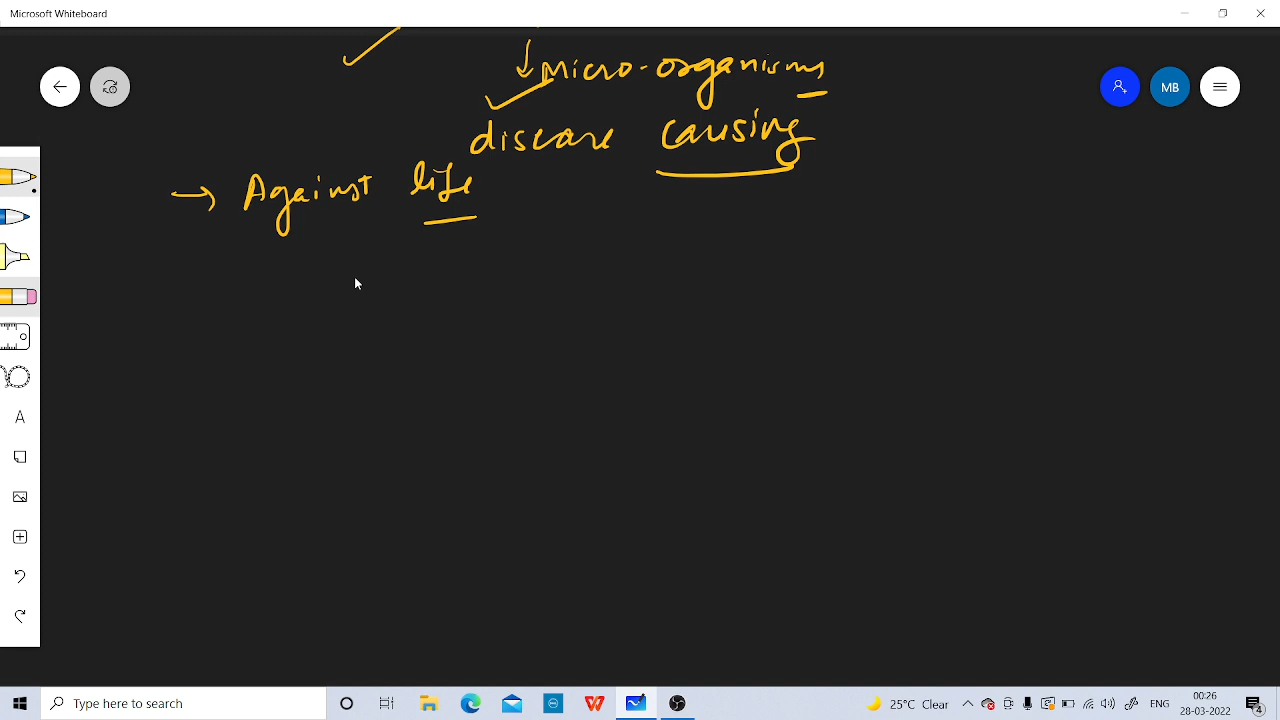 Microsoft Whiteboard
↓ Micro-organisms
disease causing
→ Against life
MB
A
Type here to search
25°C Clear
ENG
00:26
28-03-2022
4